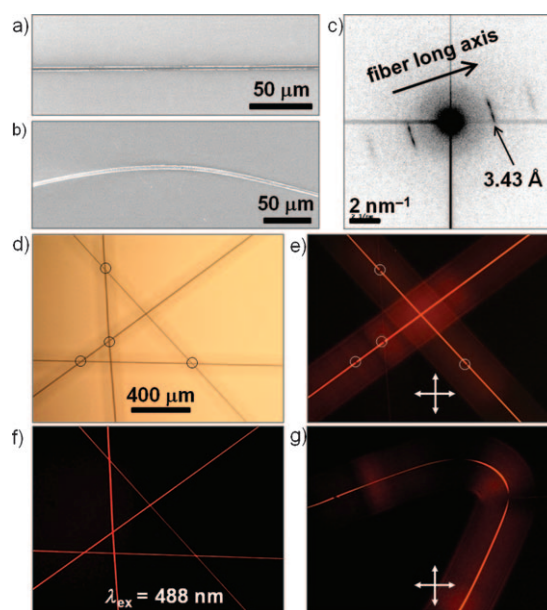 a)
50 μm
b)
50 μm
c)
fiber long axis
3.43 Å
2 nm⁻¹
d)
400 μm
e)
f)
λex = 488 nm
g)